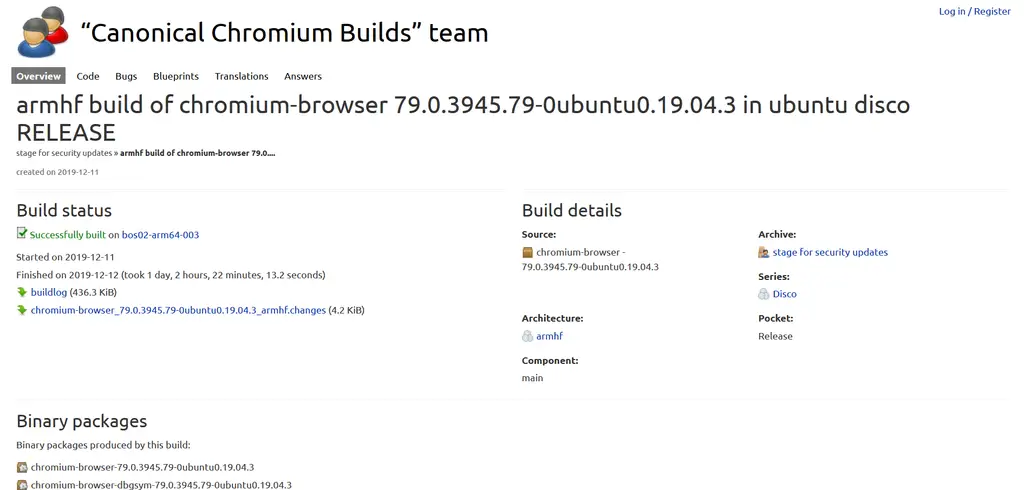 Log in / Register
“Canonical Chromium Builds” team
Overview Code Bugs Blueprints Translations Answers
armhf build of chromium-browser 79.0.3945.79-0ubuntu0.19.04.3 in ubuntu disco
RELEASE
stage for security updates » armhf build of chromium-browser 79.0....
created on 2019-12-11
Build status
Successfully built on bos02-arm64-003
Started on 2019-12-11
Finished on 2019-12-12 (took 1 day, 2 hours, 22 minutes, 13.2 seconds)
buildlog (436.3 KiB)
chromium-browser_79.0.3945.79-0ubuntu0.19.04.3_armhf.changes (4.2 KiB)
Build details
Source:
chromium-browser -
79.0.3945.79-0ubuntu0.19.04.3
Archive:
stage for security updates
Series:
Disco
Architecture:
armhf
Pocket:
Release
Component:
main
Binary packages
Binary packages produced by this build:
chromium-browser-79.0.3945.79-0ubuntu0.19.04.3
chromium-browser-dbgsym-79.0.3945.79-0ubuntu0.19.04.3